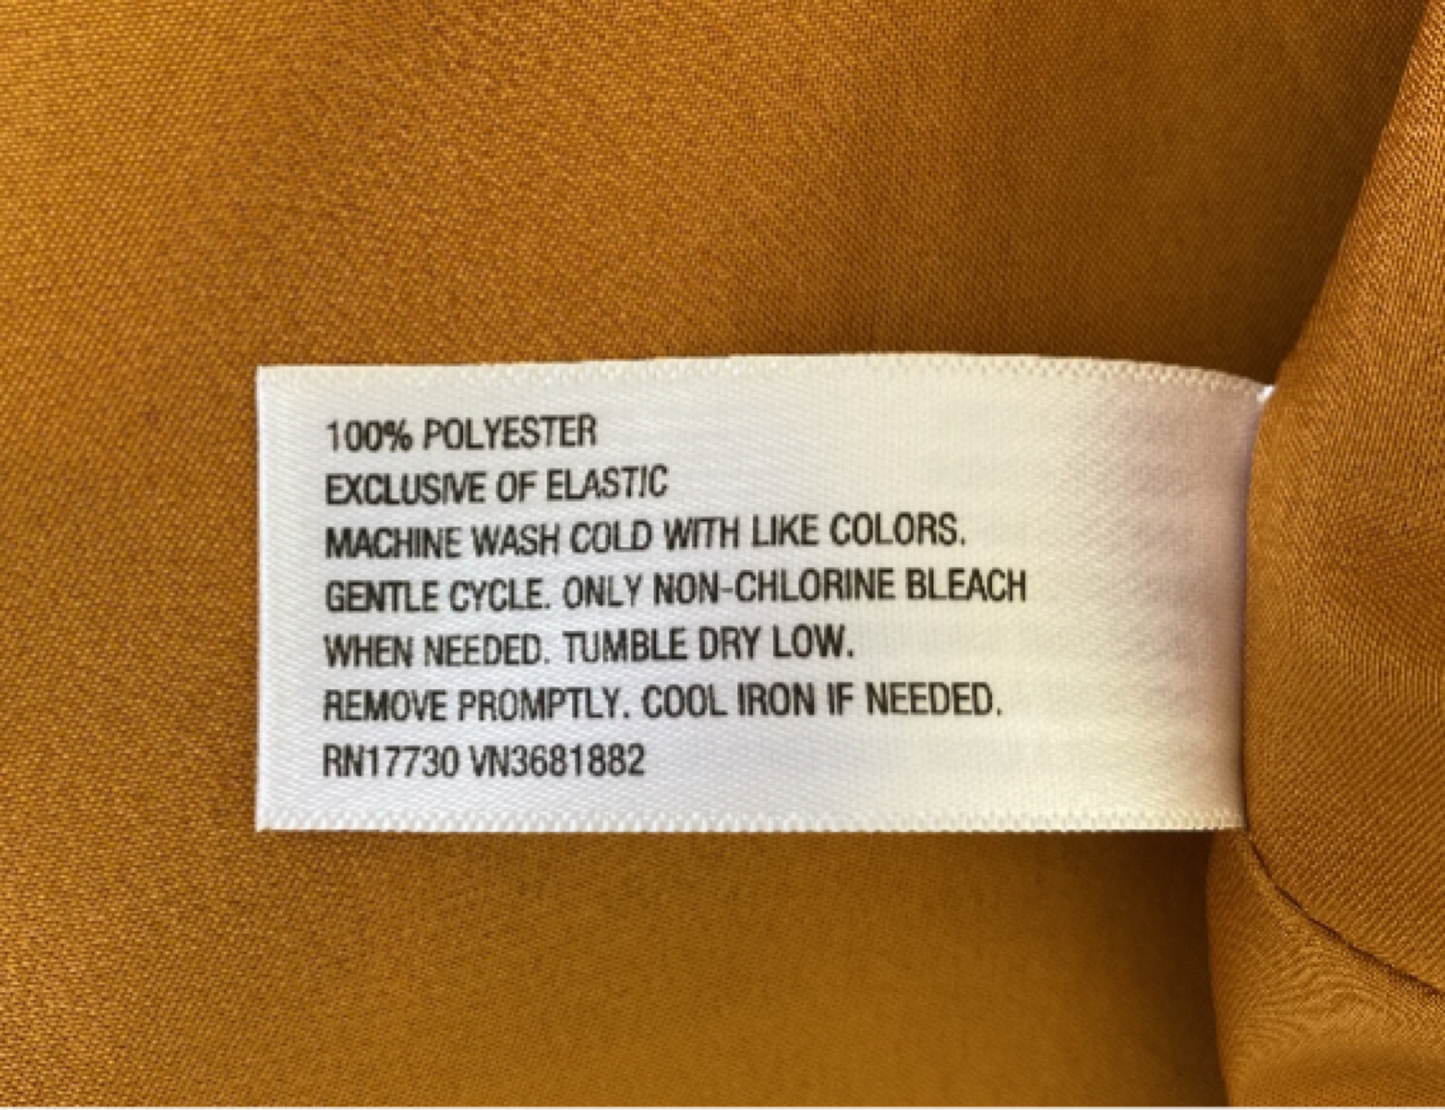 100% POLYESTER
EXCLUSIVE OF ELASTIC
MACHINE WASH COLD WITH LIKE COLORS.
GENTLE CYCLE. ONLY NON-CHLORINE BLEACH
WHEN NEEDED. TUMBLE DRY LOW.
REMOVE PROMPTLY. COOL IRON IF NEEDED.
RN17730 VN3681882